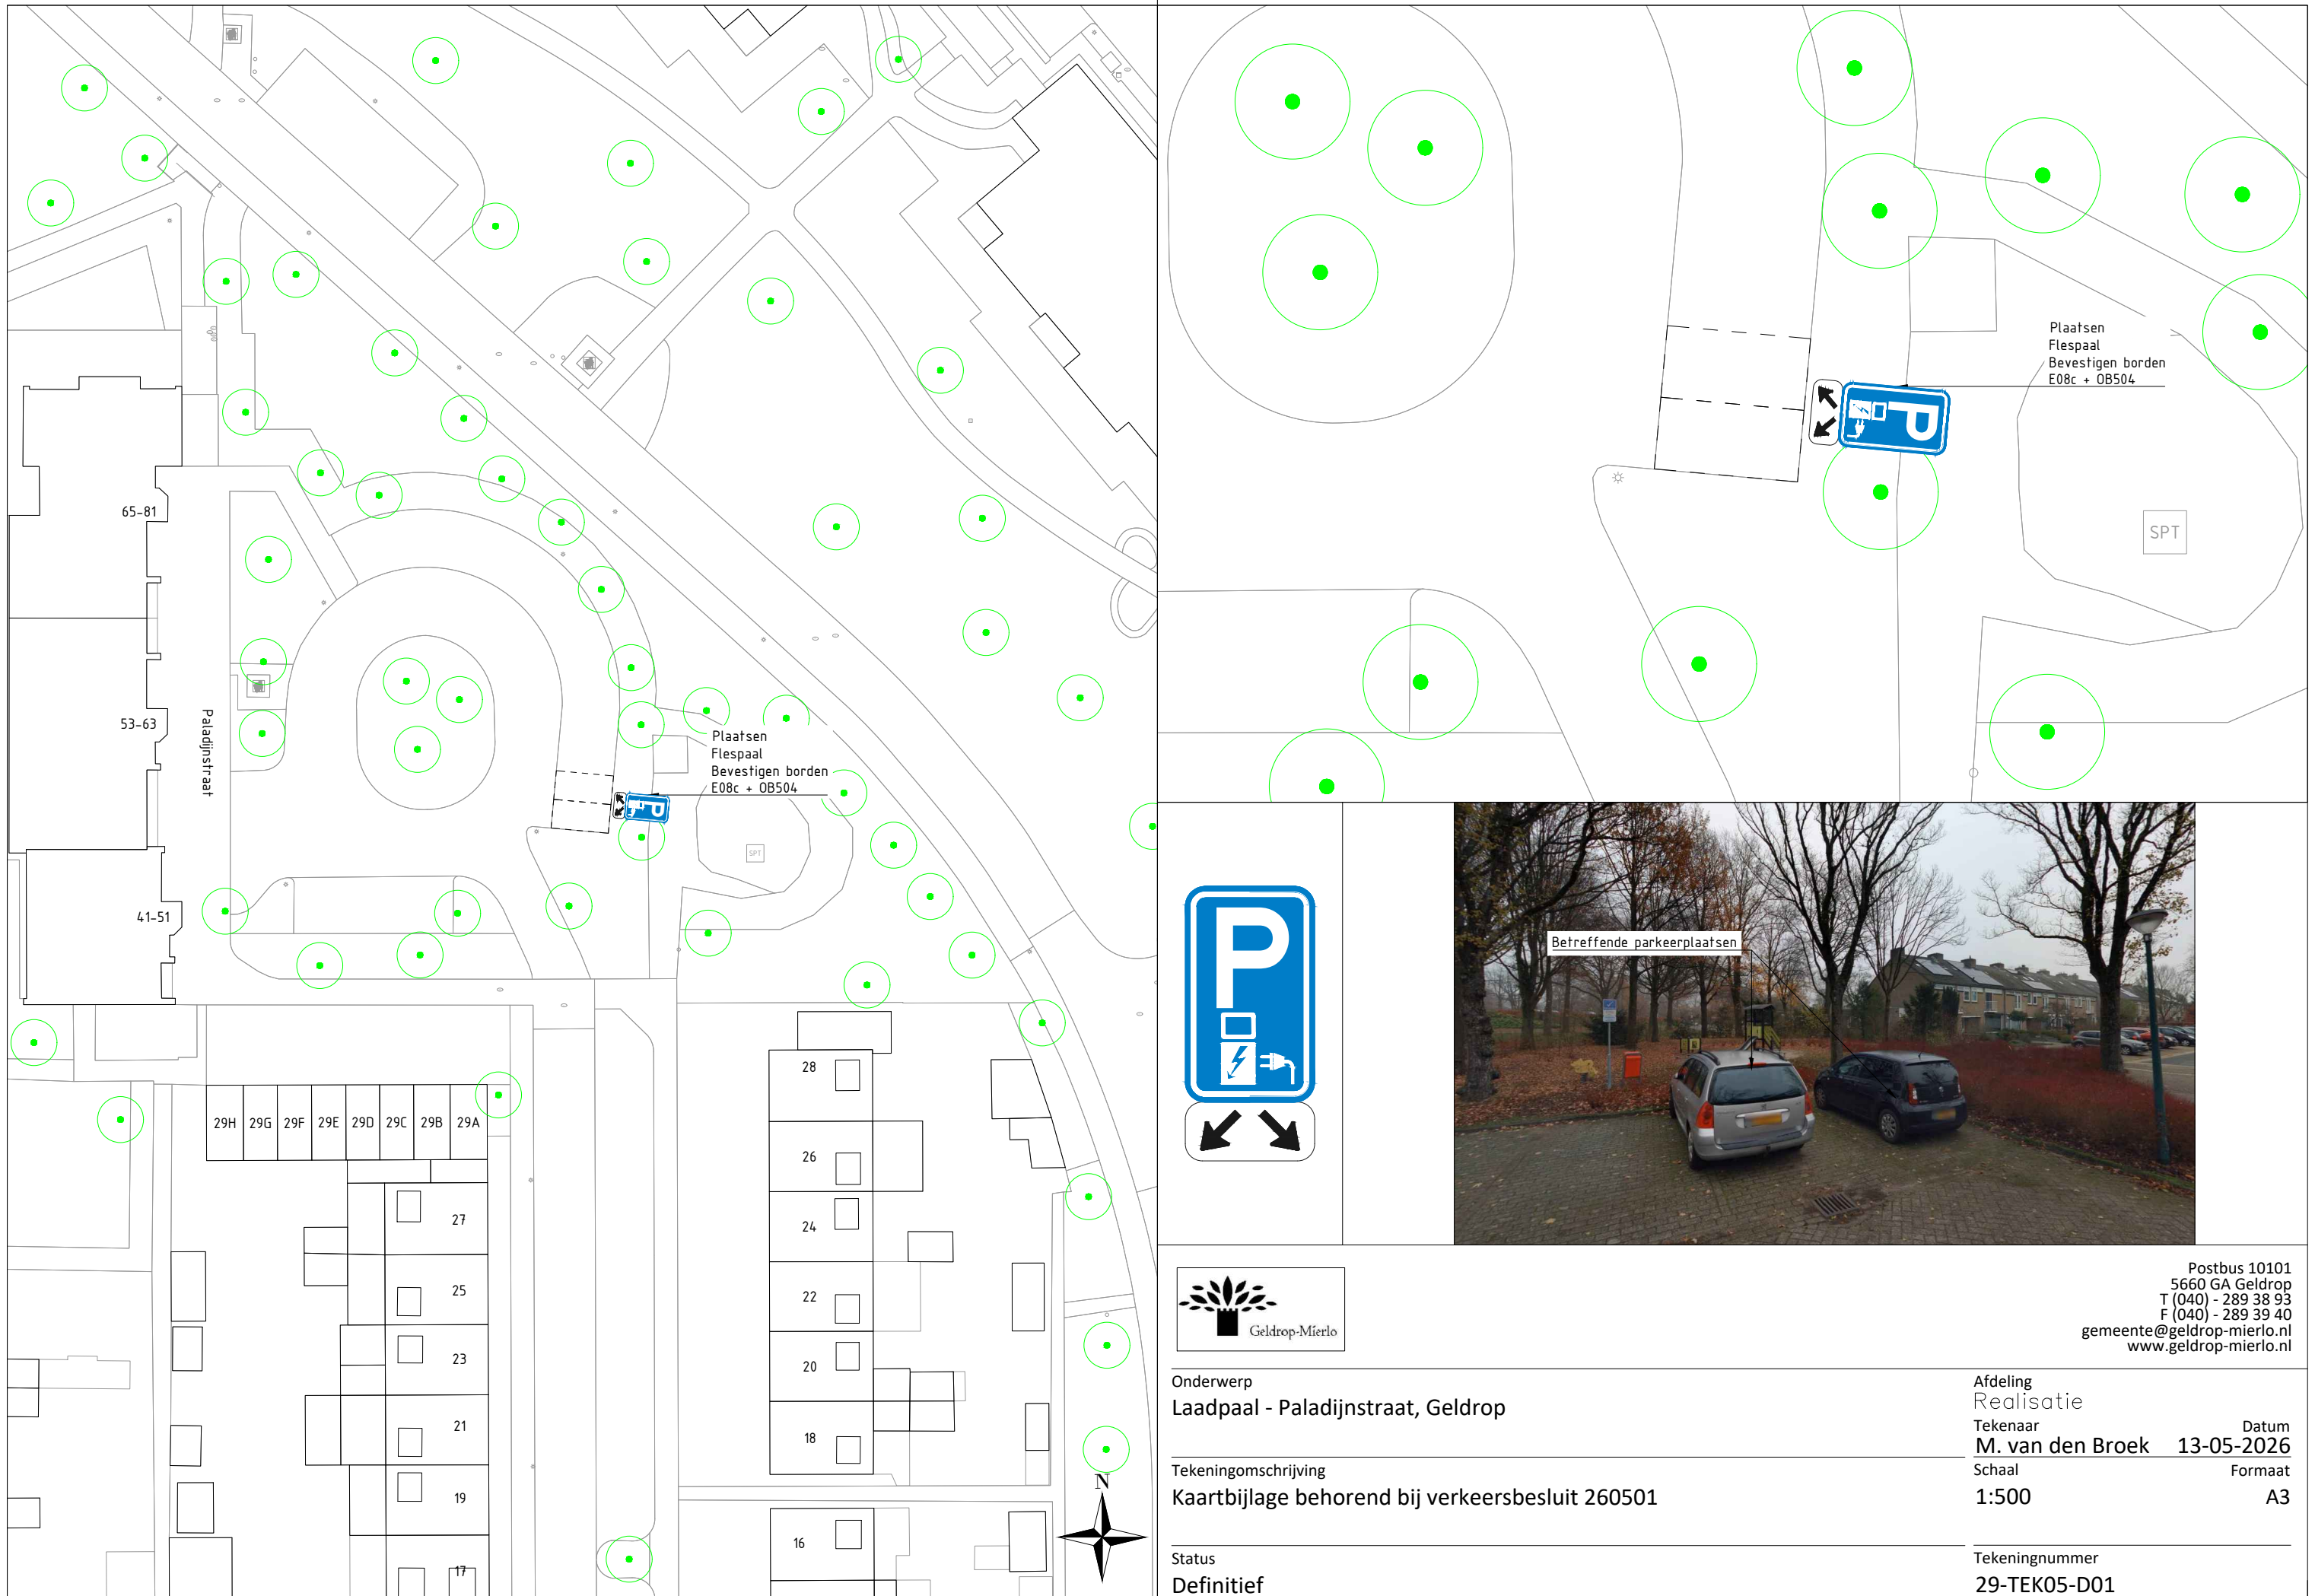 65-81
53-63
41-51
Paladijnstraat
Plaatsen
Flespaal
Bevestigen borden
E08c + OB504
P
SPT
29H 29G 29F 29E 29D 29C 29B 29A
27
25
23
21
19
17
28
26
24
22
20
18
16
N
Plaatsen
Flespaal
Bevestigen borden
E08c + OB504
P
SPT
P
Betreffende parkeerplaatsen
Geldrop-Mierlo
Postbus 10101
5660 GA Geldrop
T (040) - 289 38 93
F (040) - 289 39 40
gemeente@geldrop-mierlo.nl
www.geldrop-mierlo.nl
Onderwerp
Laadpaal - Paladijnstraat, Geldrop
Afdeling
Realisatie
Tekenaar Datum
M. van den Broek 13-05-2026
Tekeningomschrijving
Kaartbijlage behorend bij verkeersbesluit 260501
Schaal Formaat
1:500 A3
Status
Definitief
Tekeningnummer
29-TEK05-D01